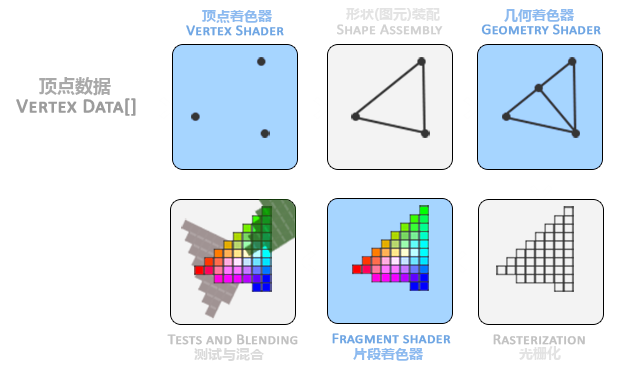 顶点着色器
VERTEX SHADER
形状(图元)装配
SHAPE ASSEMBLY
几何着色器
GEOMETRY SHADER
顶点数据
VERTEX DATA[]
TESTS AND BLENDING
测试与混合
FRAGMENT SHADER
片段着色器
RASTERIZATION
光栅化